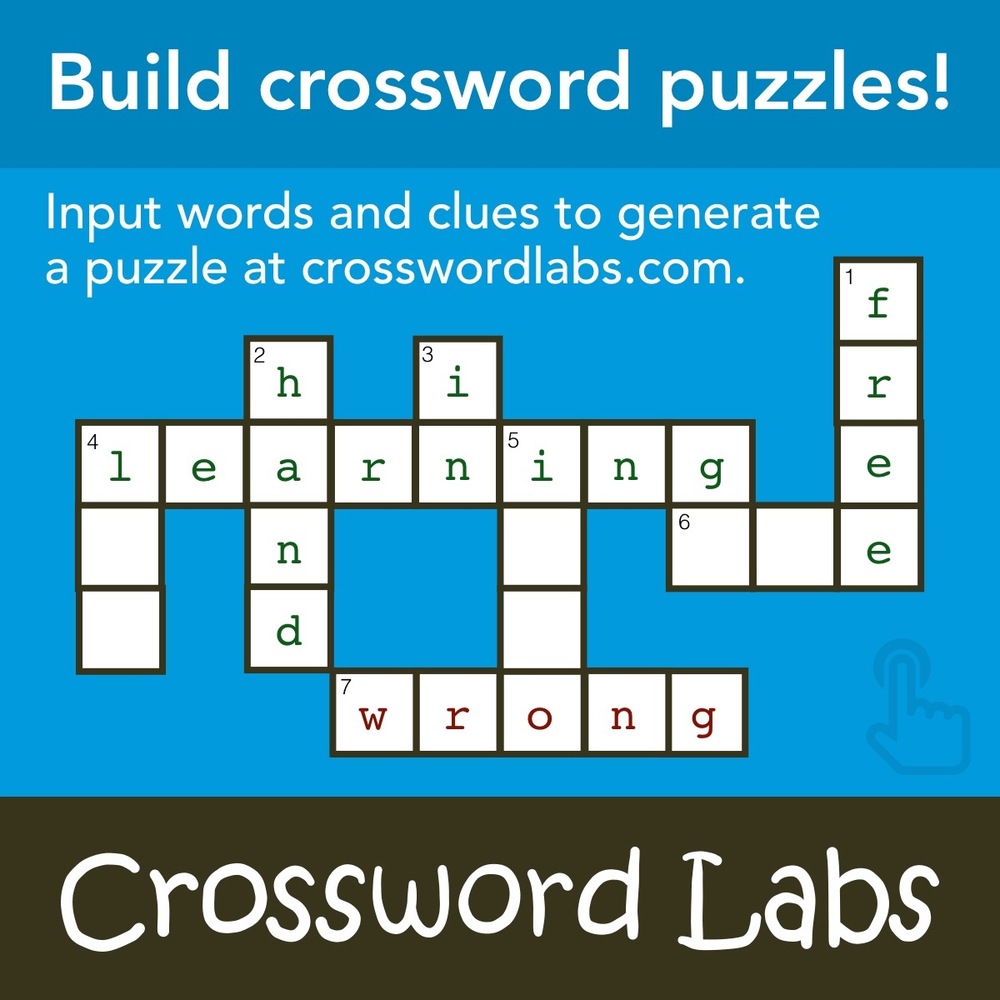 Build crossword puzzles!
Input words and clues to generate
a puzzle at crosswordlabs.com.
1 f
2 h 3 i r
4 l e a r n 5 i n g e
n 6 e
d
7 w r o n g
Crossword Labs